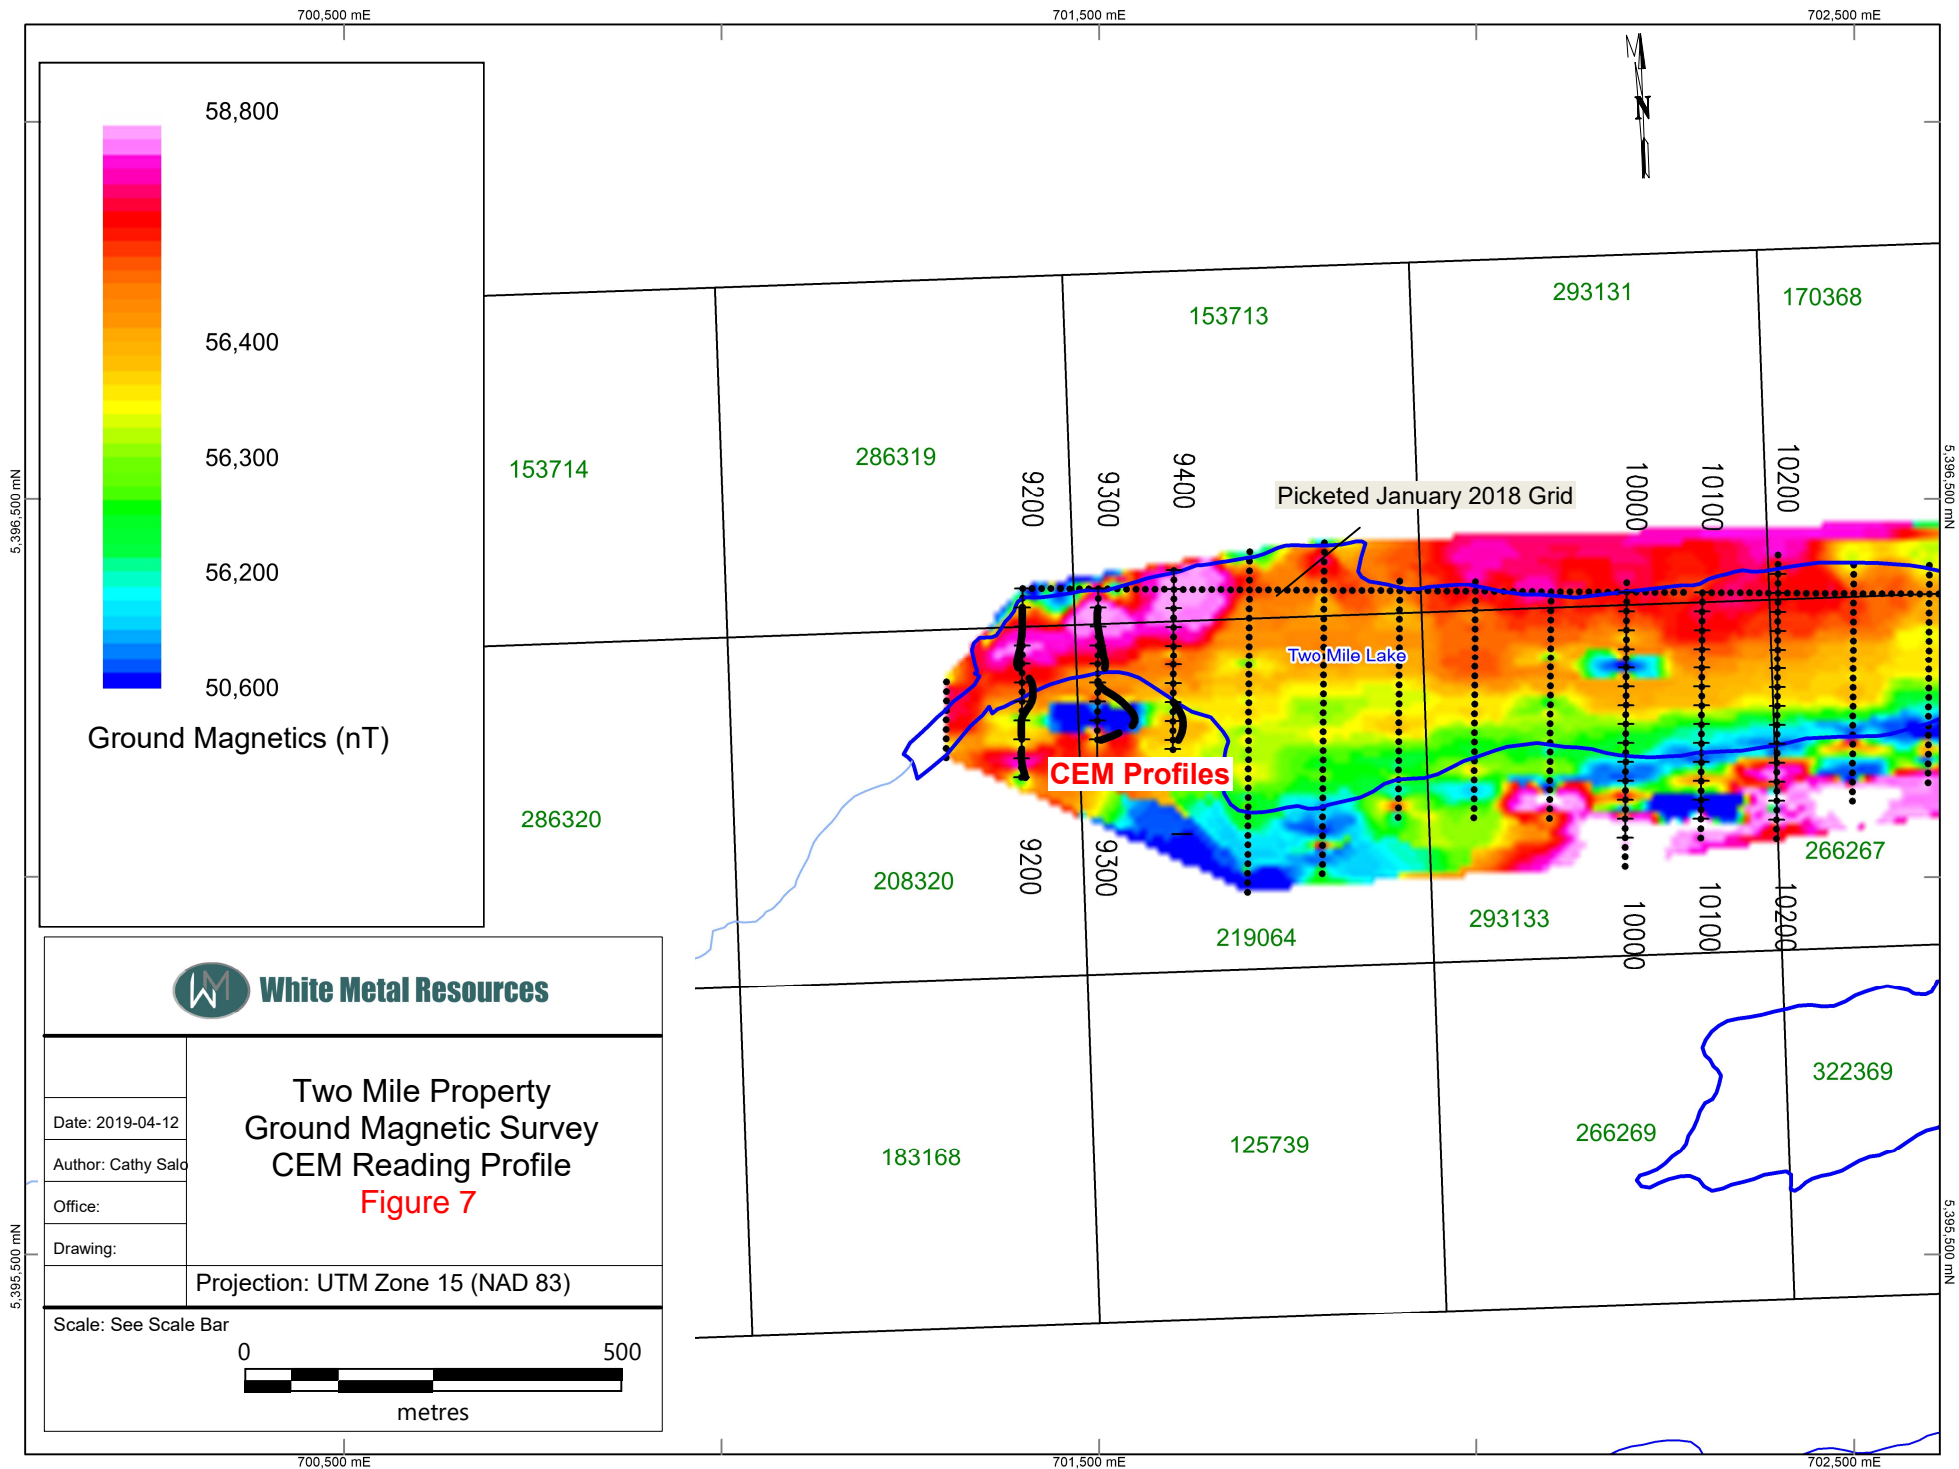 700,500 mE
701,500 mE
702,500 mE
N
58,800
56,400
56,300
56,200
50,600
Ground Magnetics (nT)
5,396,500 mN
5,396,500 mN
5,395,500 mN
5,395,500 mN
153713
293131
170368
153714
286319
9200
9300
9400
Picketed January 2018 Grid
10000
10100
10200
Two Mile Lake
CEM Profiles
286320
208320
9200
9300
219064
293133
266267
10000
10100
10200
183168
125739
266269
322369
WM
White Metal Resources
Two Mile Property
Ground Magnetic Survey
CEM Reading Profile
Figure 7
Date: 2019-04-12
Author: Cathy Salo
Office:
Drawing:
Projection: UTM Zone 15 (NAD 83)
Scale: See Scale Bar
0 500
metres
700,500 mE
701,500 mE
702,500 mE